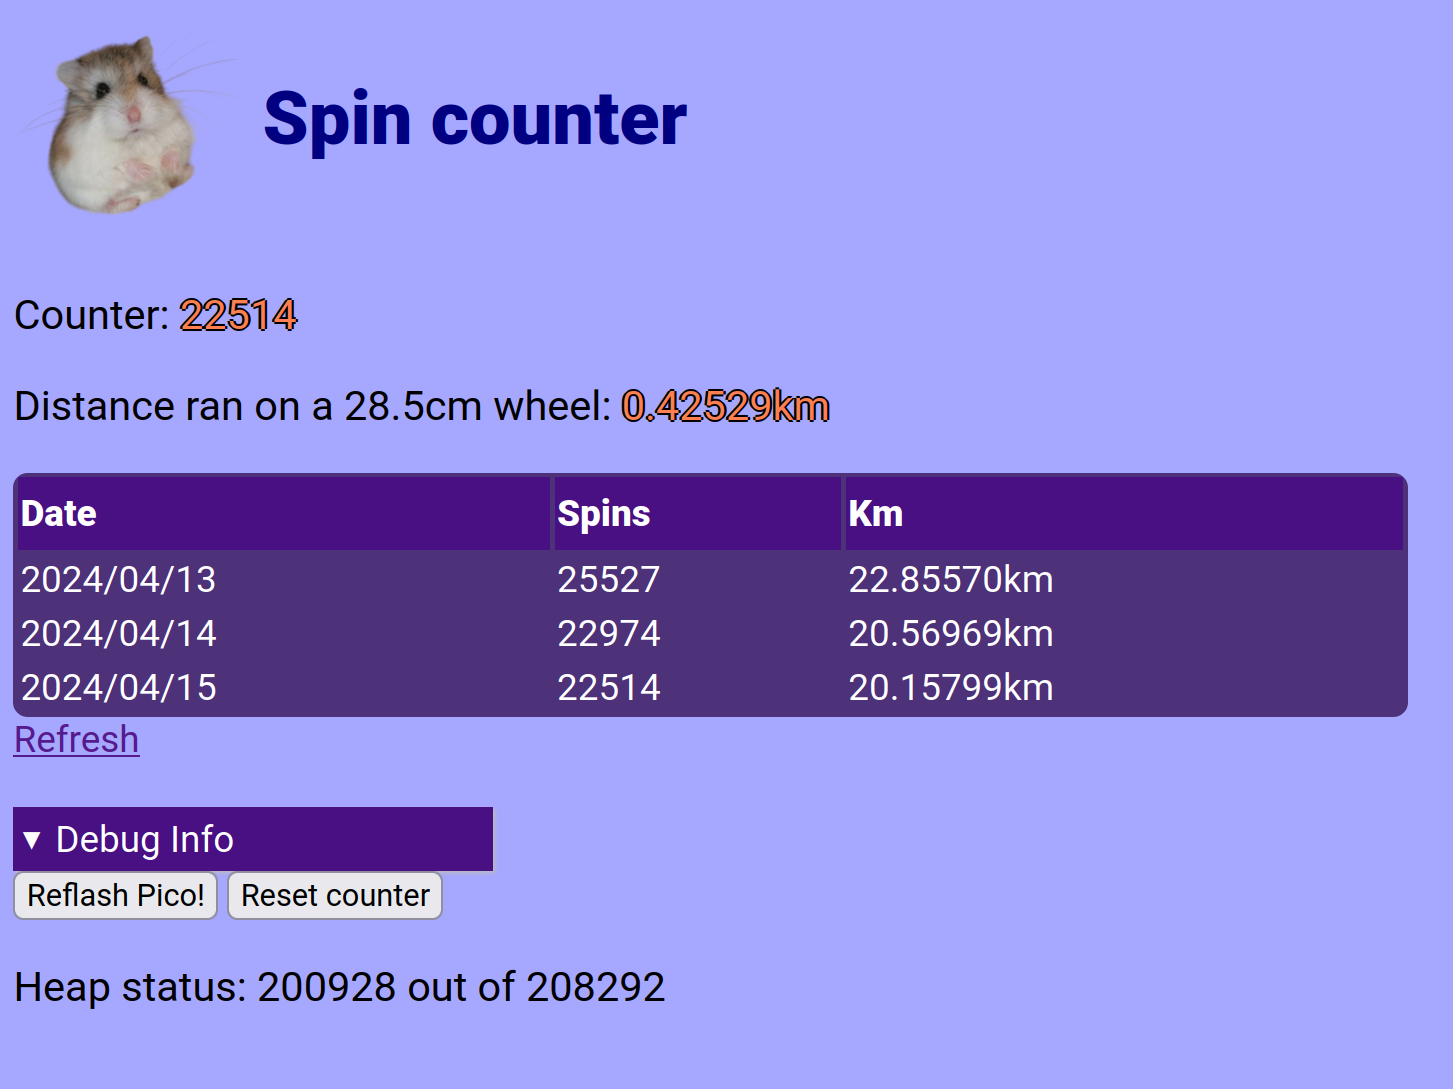 Spin counter
Counter: 22514
Distance ran on a 28.5cm wheel: 0.42529km
Date Spins Km
2024/04/13 25527 22.85570km
2024/04/14 22974 20.56969km
2024/04/15 22514 20.15799km
Refresh
▼ Debug Info
Reflash Pico! Reset counter
Heap status: 200928 out of 208292